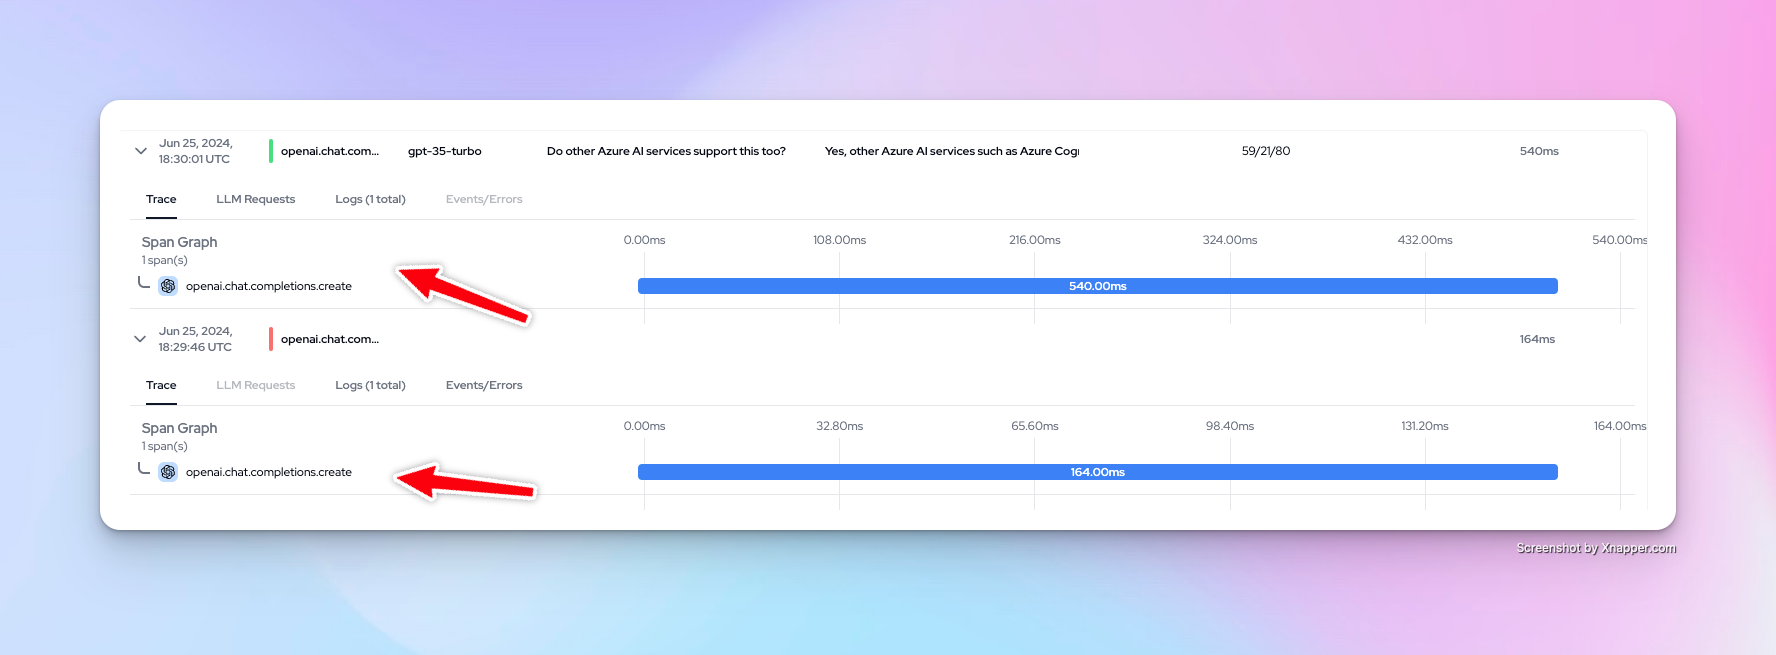 Jun 25, 2024,
18:30:01 UTC
openai.chat.com...
gpt-35-turbo
Do other Azure AI services support this too?
Yes, other Azure AI services such as Azure Cog
59/21/80
540ms
Trace
LLM Requests
Logs (1 total)
Events/Errors
Span Graph
1 span(s)
0.00ms
108.00ms
216.00ms
324.00ms
432.00ms
540.00ms
openai.chat.completions.create
540.00ms
Jun 25, 2024,
18:29:46 UTC
openai.chat.com...
164ms
Trace
LLM Requests
Logs (1 total)
Events/Errors
Span Graph
1 span(s)
0.00ms
32.80ms
65.60ms
98.40ms
131.20ms
164.00ms
openai.chat.completions.create
164.00ms
Screenshot by Xnapper.com